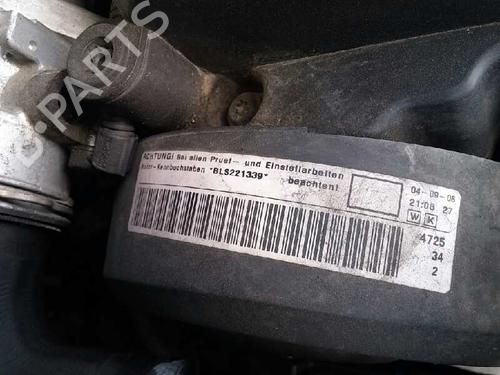 D-PARTS
ACHTUNG! Bei allen Pruef- und Einstellarbeiten
Motor-Kennbuchstaben "BLS221339" beachten!
04-09-08
21:08 27
W K
4725
34
2